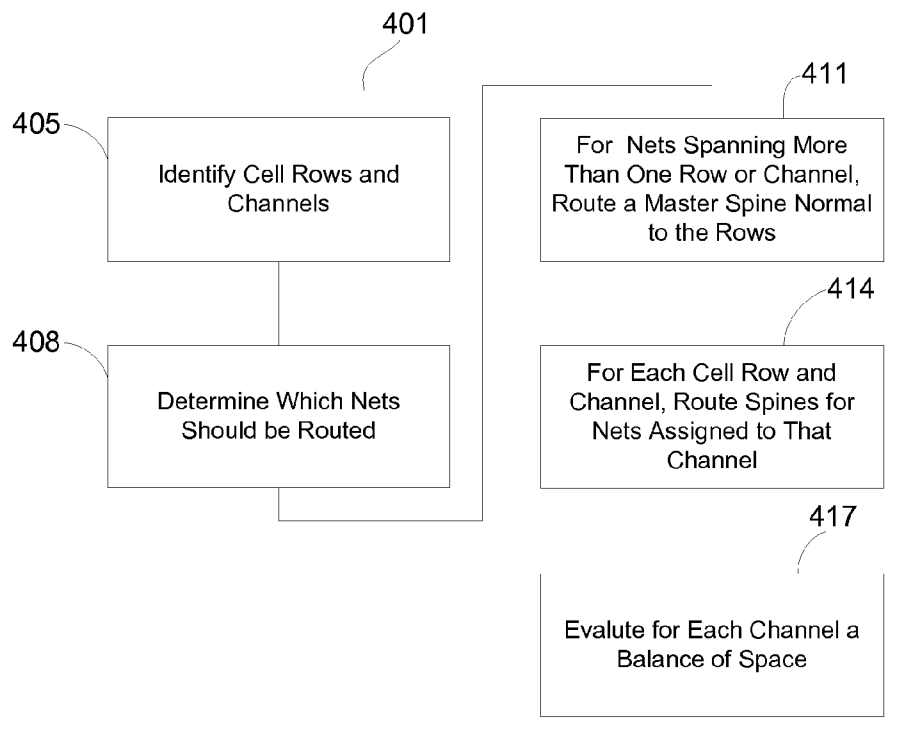 401
405
Identify Cell Rows and
Channels
408
Determine Which Nets
Should be Routed
411
For Nets Spanning More
Than One Row or Channel,
Route a Master Spine Normal
to the Rows
414
For Each Cell Row and
Channel, Route Spines for
Nets Assigned to That
Channel
417
Evalute for Each Channel a
Balance of Space